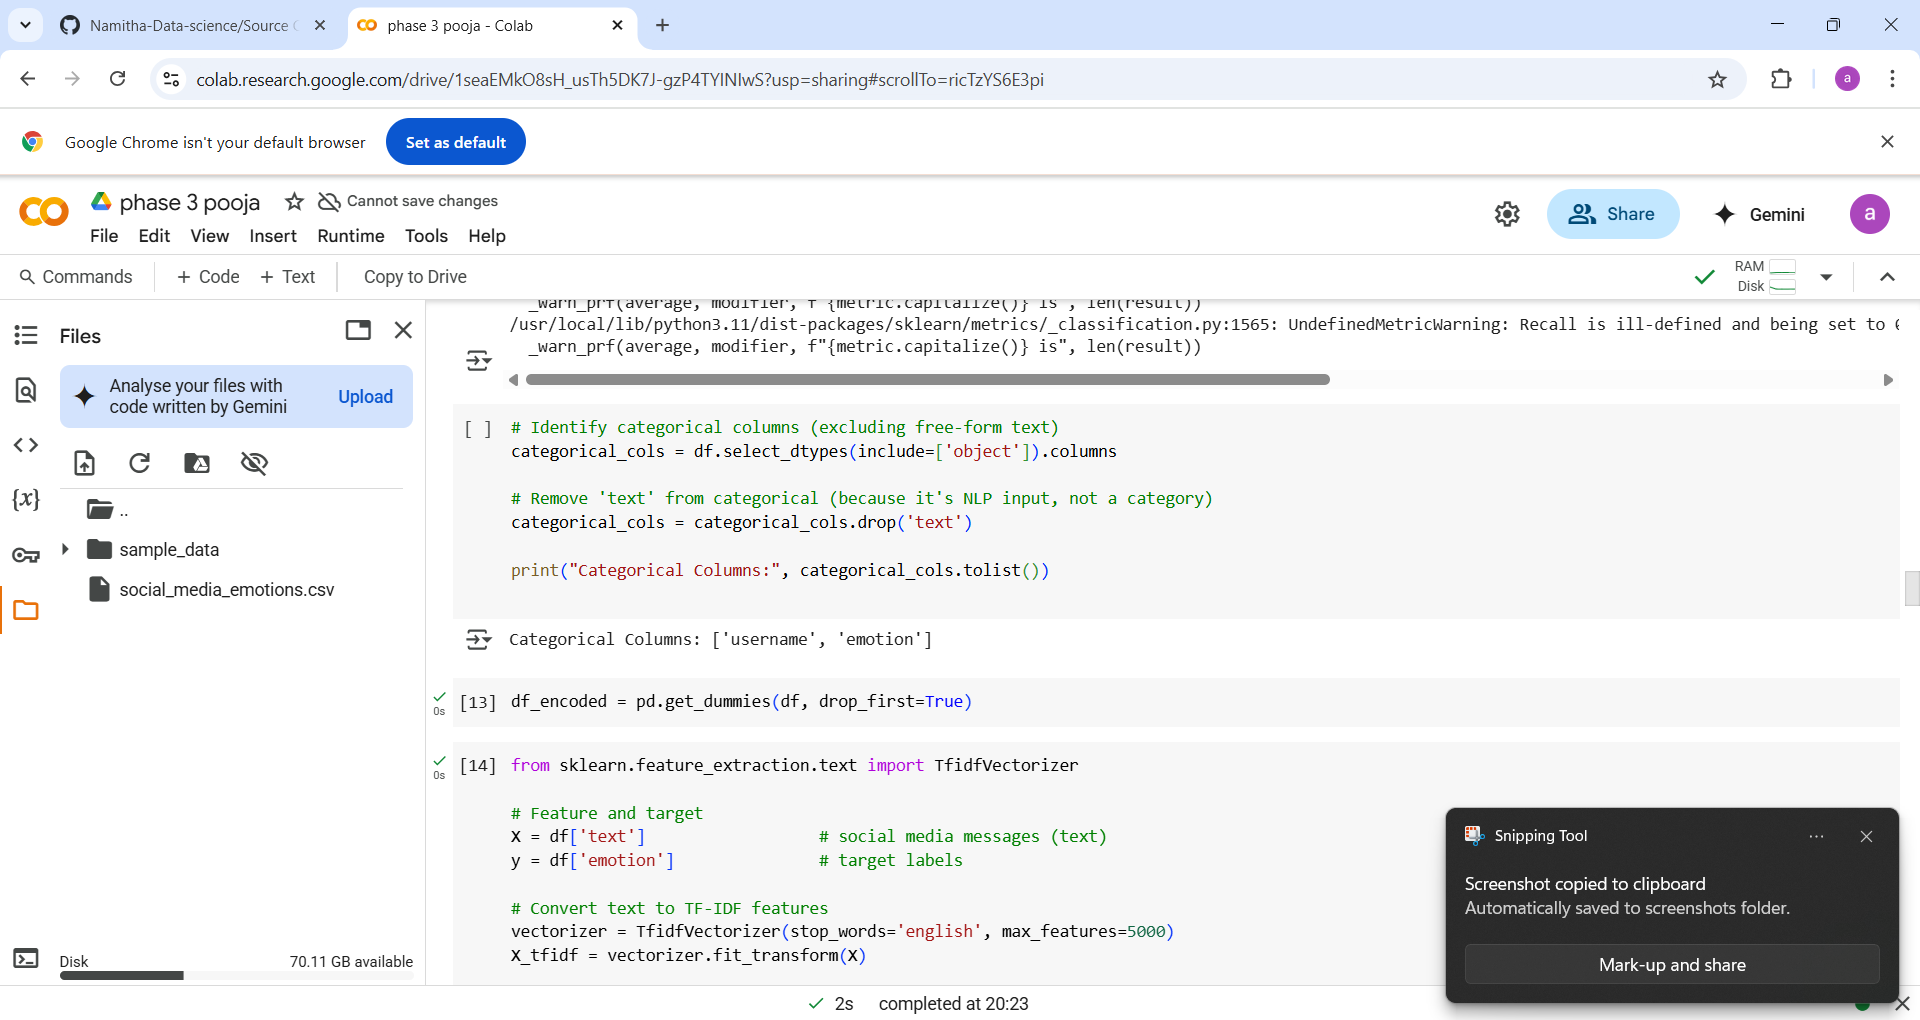 Namitha-Data-science/Source C
phase 3 pooja - Colab
colab.research.google.com/drive/1seaEMkO8sH_usTh5DK7J-gzP4TYINIwS?usp=sharing#scrollTo=ricTzYS6E3pi
a
Google Chrome isn't your default browser
Set as default
CO
phase 3 pooja
Cannot save changes
File Edit View Insert Runtime Tools Help
Share
Gemini
a
Commands
+ Code + Text
Copy to Drive
RAM
Disk
Files
Analyse your files with
code written by Gemini
Upload
..
sample_data
social_media_emotions.csv
Disk
70.11 GB available
_warn_prf(average, modifier, f"{metric.capitalize()} is", len(result))
/usr/local/lib/python3.11/dist-packages/sklearn/metrics/_classification.py:1565: UndefinedMetricWarning: Recall is ill-defined and being set to
_warn_prf(average, modifier, f"{metric.capitalize()} is", len(result))
[ ] # Identify categorical columns (excluding free-form text)
categorical_cols = df.select_dtypes(include=['object']).columns
# Remove 'text' from categorical (because it's NLP input, not a category)
categorical_cols = categorical_cols.drop('text')
print("Categorical Columns:", categorical_cols.tolist())
Categorical Columns: ['username', 'emotion']
0s
[13] df_encoded = pd.get_dummies(df, drop_first=True)
0s
[14] from sklearn.feature_extraction.text import TfidfVectorizer
# Feature and target
X = df['text'] # social media messages (text)
y = df['emotion'] # target labels
# Convert text to TF-IDF features
vectorizer = TfidfVectorizer(stop_words='english', max_features=5000)
X_tfidf = vectorizer.fit_transform(X)
Snipping Tool
Screenshot copied to clipboard
Automatically saved to screenshots folder.
Mark-up and share
2s completed at 20:23